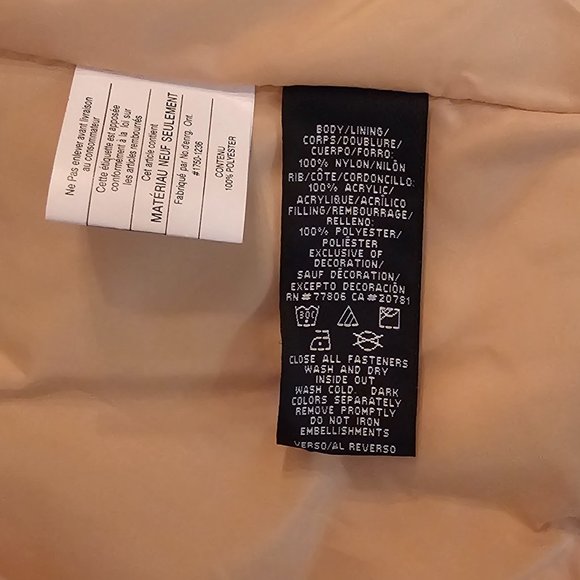 Ne Pas enlever avant livraison
au consommateur
Cette étiquette est apposée
conformément à la loi sur
les articles rembourrés
Cet article contient
MATÉRIAU NEUF SEULEMENT
Fabriqué par No.d'enrg. Ont.
#1750-1236
CONTENU
100% POLYESTER
BODY/LINING/
CORPS/DOUBLURE/
CUERPO/FORRO:
100% NYLON/NILÓN
RIB/CÔTE/CORDONCILLO:
100% ACRYLIC/
ACRYLIQUE/ACRÍLICO
FILLING/REMBOURRAGE/
RELLENO:
100% POLYESTER/
POLIÉSTER
EXCLUSIVE OF
DECORATION/
SAUF DÉCORATION/
EXCEPTO DECORACIÓN
RN#77806 CA#20781
30C
CLOSE ALL FASTENERS
WASH AND DRY
INSIDE OUT
WASH COLD. DARK
COLORS SEPARATELY
REMOVE PROMPTLY
DO NOT IRON
EMBELLISHMENTS
VERSO/AL REVERSO